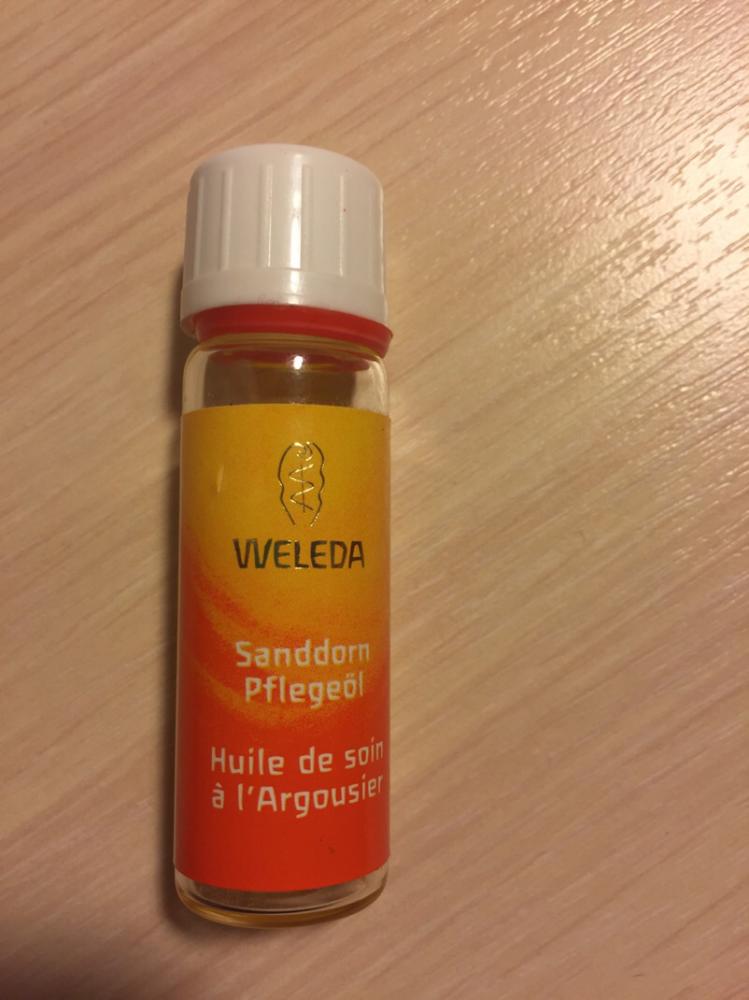 WELEDA
Sanddorn
Pflegeöl
Huile de soin
à l'Argousier